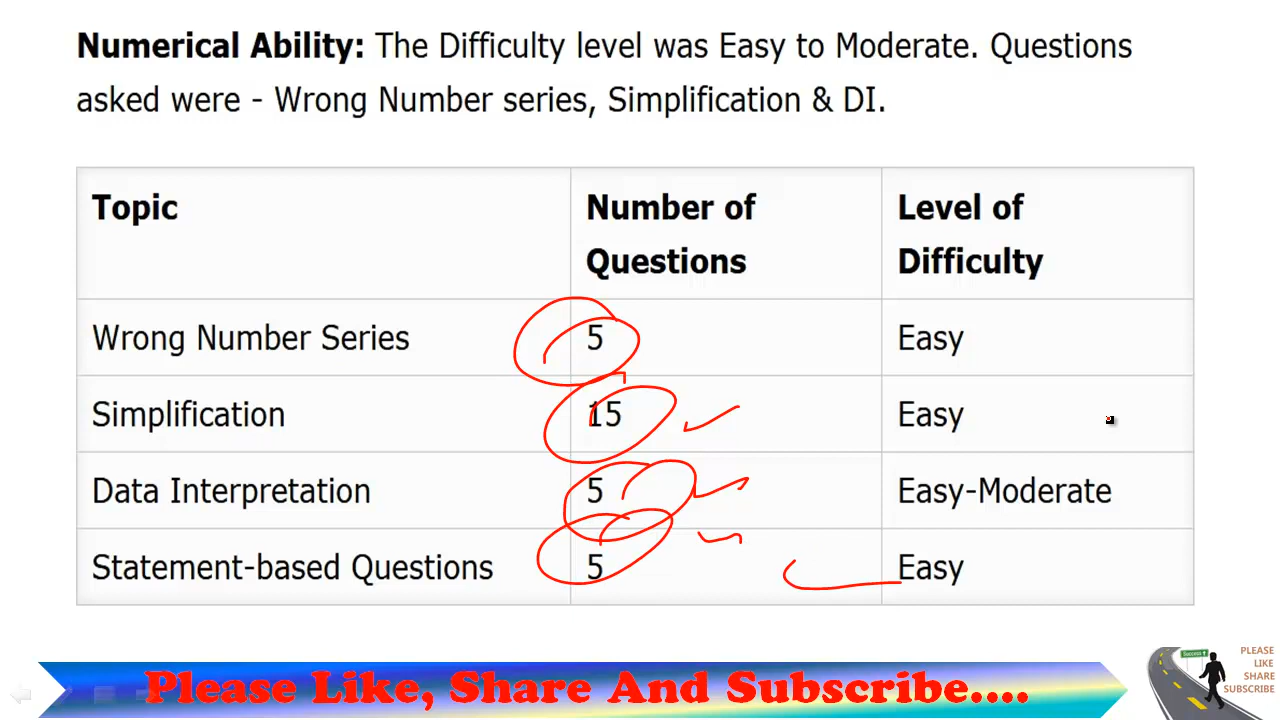 Numerical Ability: The Difficulty level was Easy to Moderate. Questions
asked were - Wrong Number series, Simplification & DI.
Topic
Number of
Questions
Level of
Difficulty
Wrong Number Series
5
Easy
Simplification
15
Easy
Data Interpretation
5
Easy-Moderate
Statement-based Questions
5
Easy
Please Like, Share And Subscribe....
Success
PLEASE
LIKE
SHARE
SUBSCRIBE